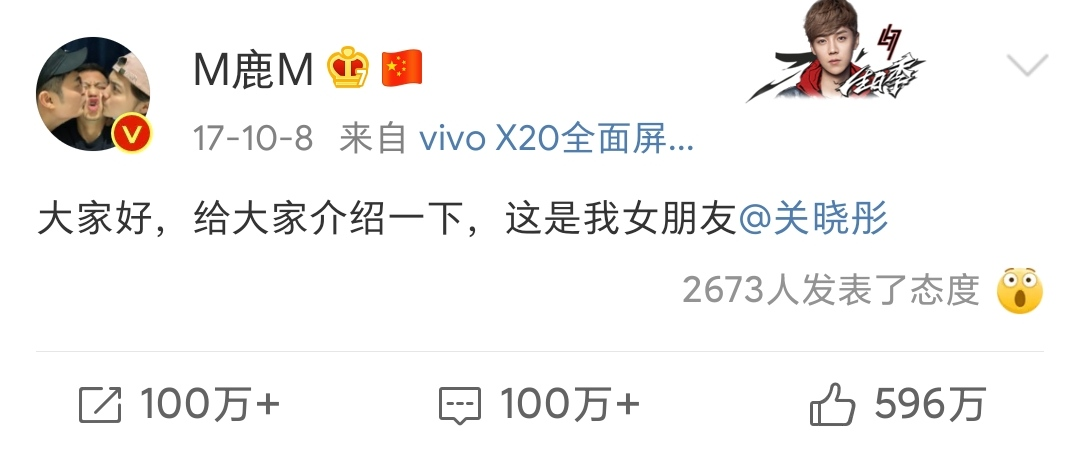 M鹿M
17-10-8 来自 vivo X20全面屏...
大家好，给大家介绍一下，这是我女朋友@关晓彤
2673人发表了态度
100万+ 100万+ 596万